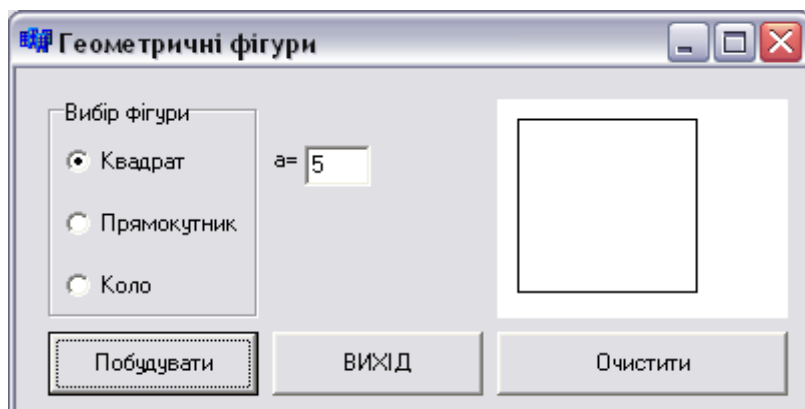 Геометричні фігури
Вибір фігури
Квадрат
a= 5
Прямокутник
Коло
Побудувати
ВИХІД
Очистити